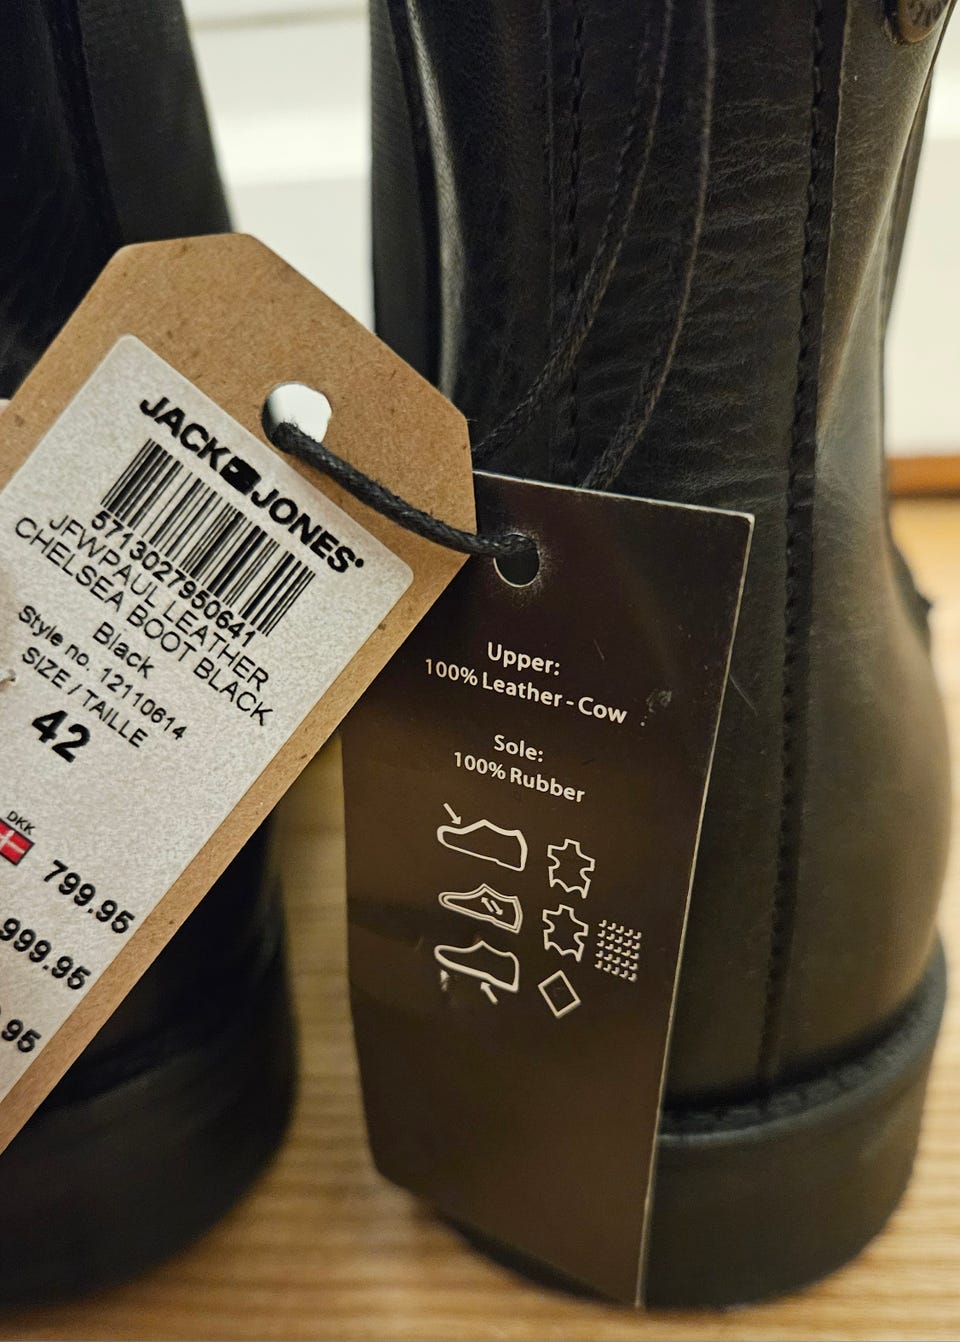 JACK & JONES
5713027950641
JFWPAUL LEATHER
CHELSEA BOOT BLACK
Black
Style no. 12110614
SIZE / TAILLE
42
DKK
799.95
999.95
95
Upper:
100% Leather - Cow
Sole:
100% Rubber